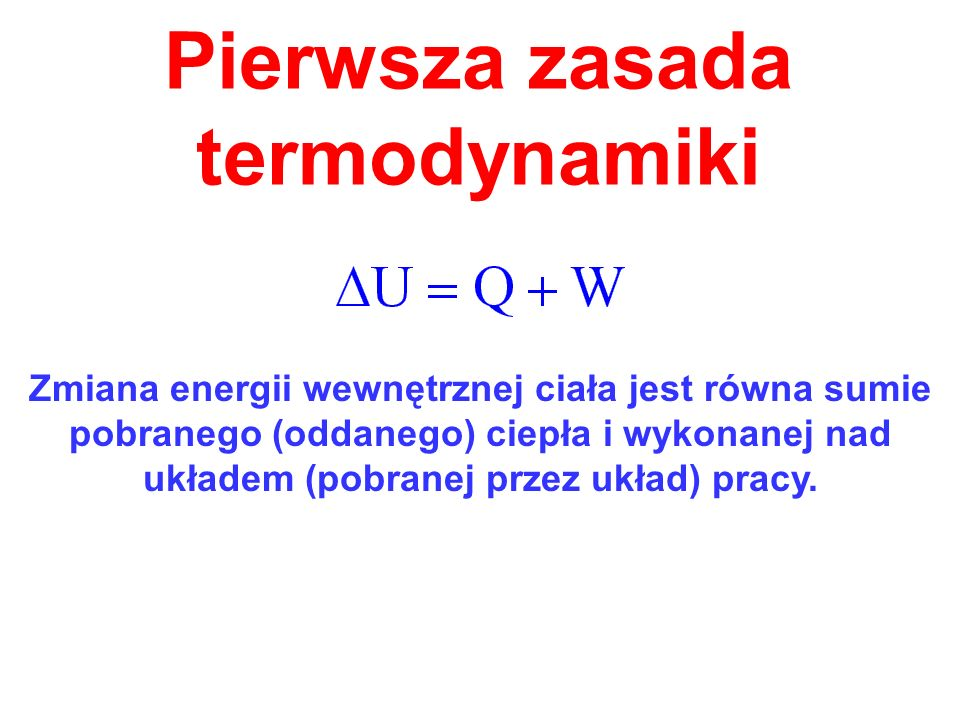 Pierwsza zasada
termodynamiki
ΔU = Q + W
Zmiana energii wewnętrznej ciała jest równa sumie
pobranego (oddanego) ciepła i wykonanej nad
układem (pobranej przez układ) pracy.